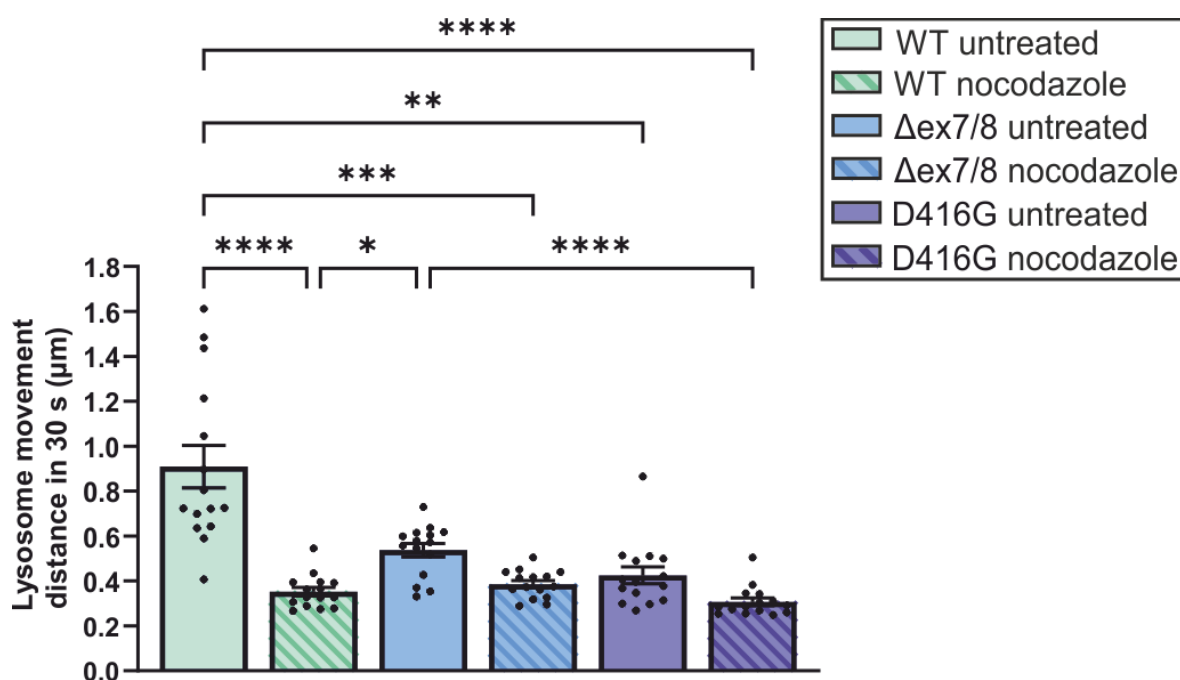 ****
**
***
**** * ****
WT untreated
WT nocodazole
Δex7/8 untreated
Δex7/8 nocodazole
D416G untreated
D416G nocodazole
Lysosome movement
distance in 30 s (μm)
1.8
1.6
1.4
1.2
1.0
0.8
0.6
0.4
0.2
0.0